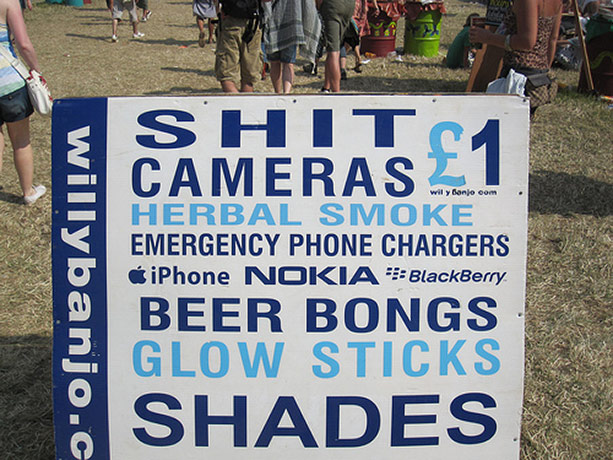 SHIT
CAMERAS £1
willybanjo.com
HERBAL SMOKE
EMERGENCY PHONE CHARGERS
iPhone NOKIA BlackBerry
BEER BONGS
GLOW STICKS
SHADES
willybanjo.c